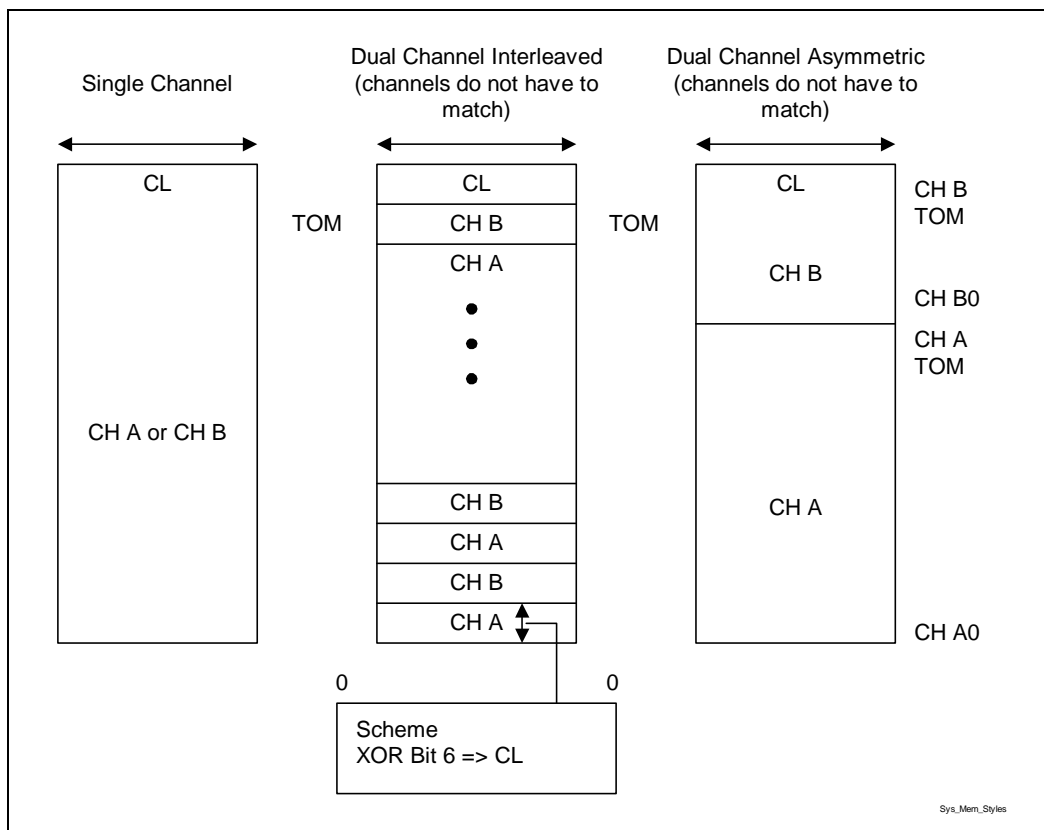 Single Channel
Dual Channel Interleaved
(channels do not have to
match)
Dual Channel Asymmetric
(channels do not have to
match)
CL
CH A or CH B
TOM
CL
CH B
CH A
CH B
CH A
CH B
CH A
TOM
CL
CH B
CH A
CH B
TOM
CH B0
CH A
TOM
CH A0
0
0
Scheme
XOR Bit 6 => CL
Sys_Mem_Styles